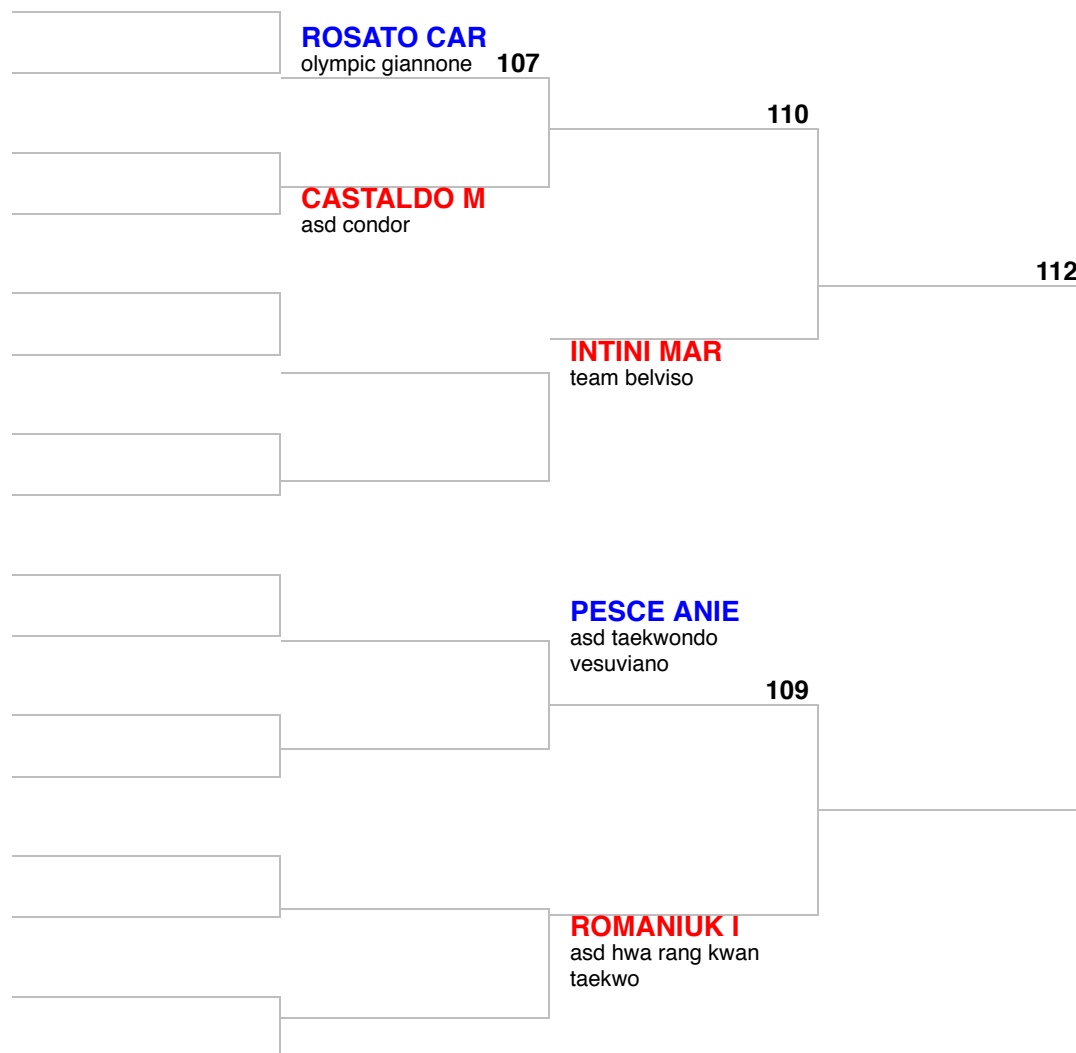 ROSATO CAR
olympic giannone 107
110
CASTALDO M
asd condor
112
INTINI MAR
team belviso
PESCE ANIE
asd taekwondo
vesuviano
109
ROMANIUK I
asd hwa rang kwan
taekwo